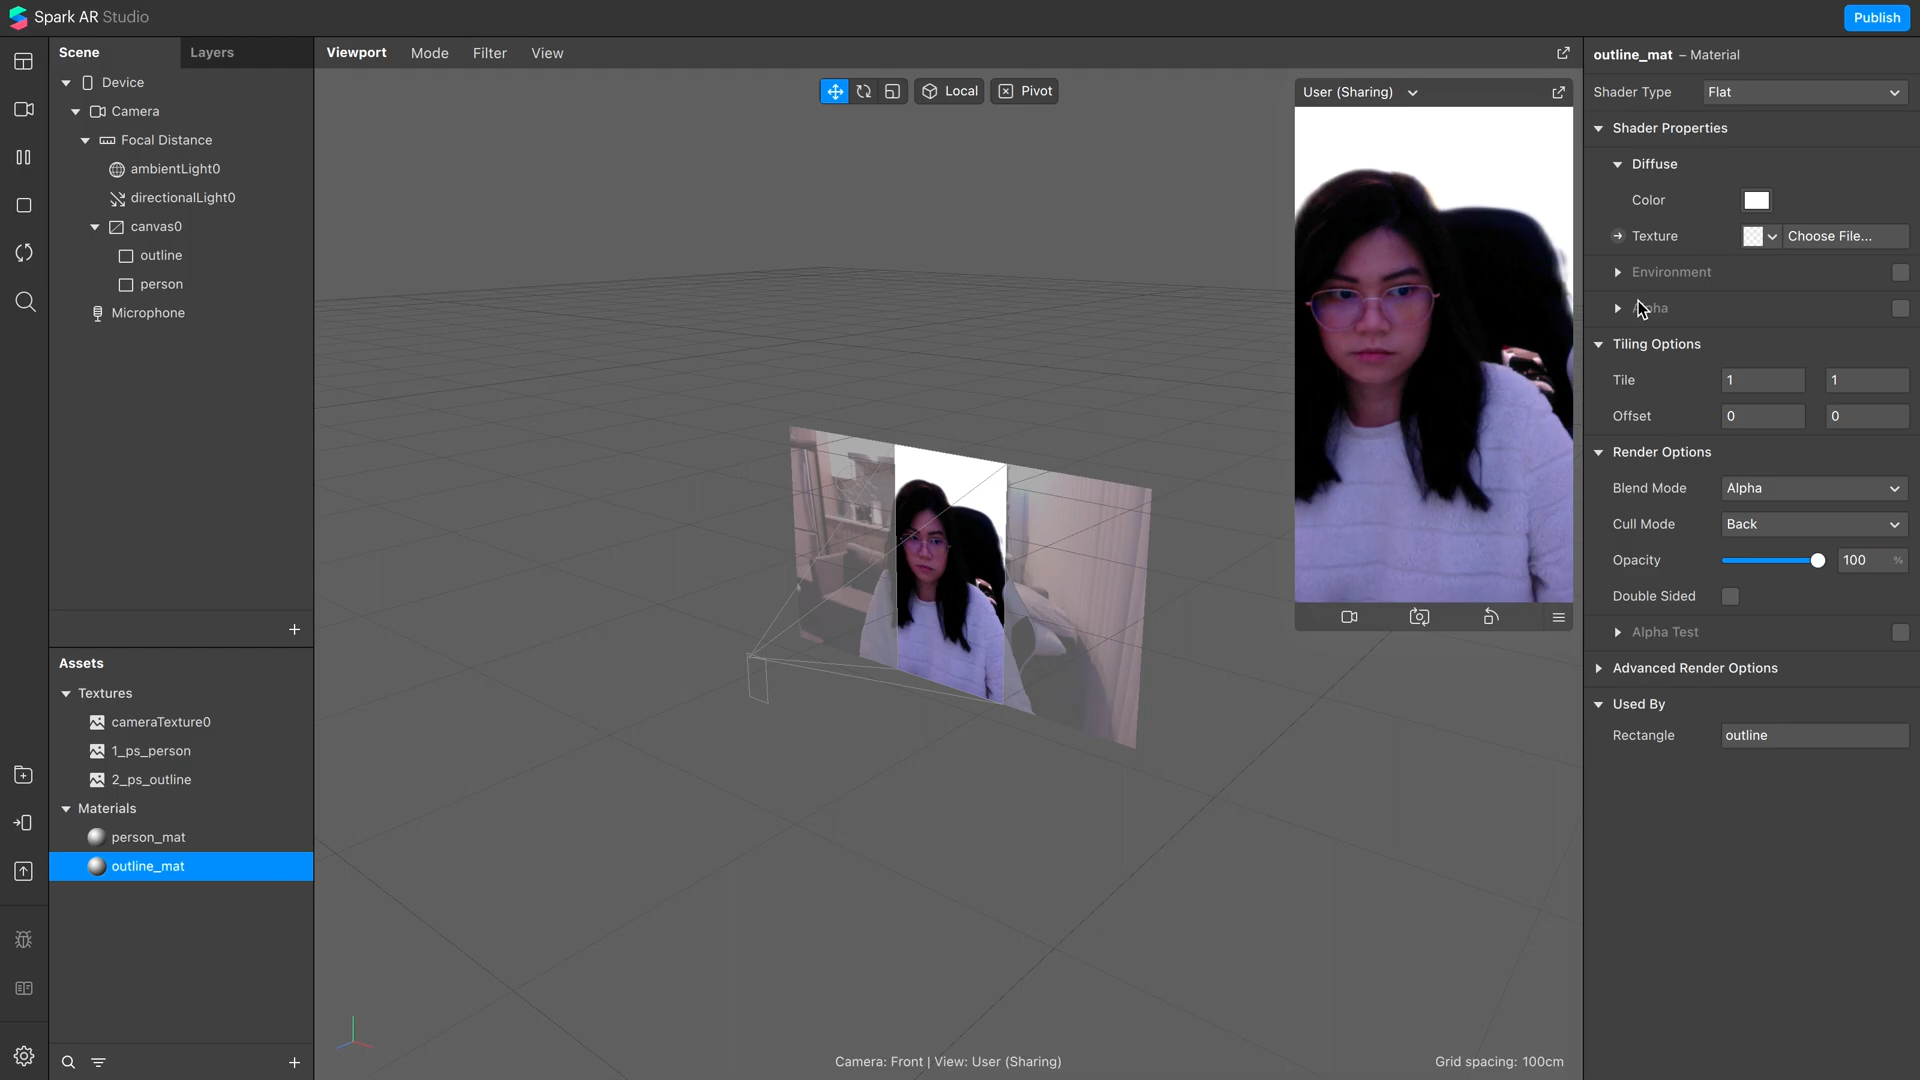 Spark AR Studio
Publish
Scene
Layers
Device
Camera
Focal Distance
ambientLight0
directionalLight0
canvas0
outline
person
Microphone
Assets
Textures
cameraTexture0
1_ps_person
2_ps_outline
Materials
person_mat
outline_mat
Viewport
Mode
Filter
View
Local
Pivot
User (Sharing)
Camera: Front | View: User (Sharing)
Grid spacing: 100cm
outline_mat – Material
Shader Type Flat
Shader Properties
Diffuse
Color
Texture Choose File...
Environment
Alpha
Tiling Options
Tile 1 1
Offset 0 0
Render Options
Blend Mode Alpha
Cull Mode Back
Opacity 100 %
Double Sided
Alpha Test
Advanced Render Options
Used By
Rectangle outline